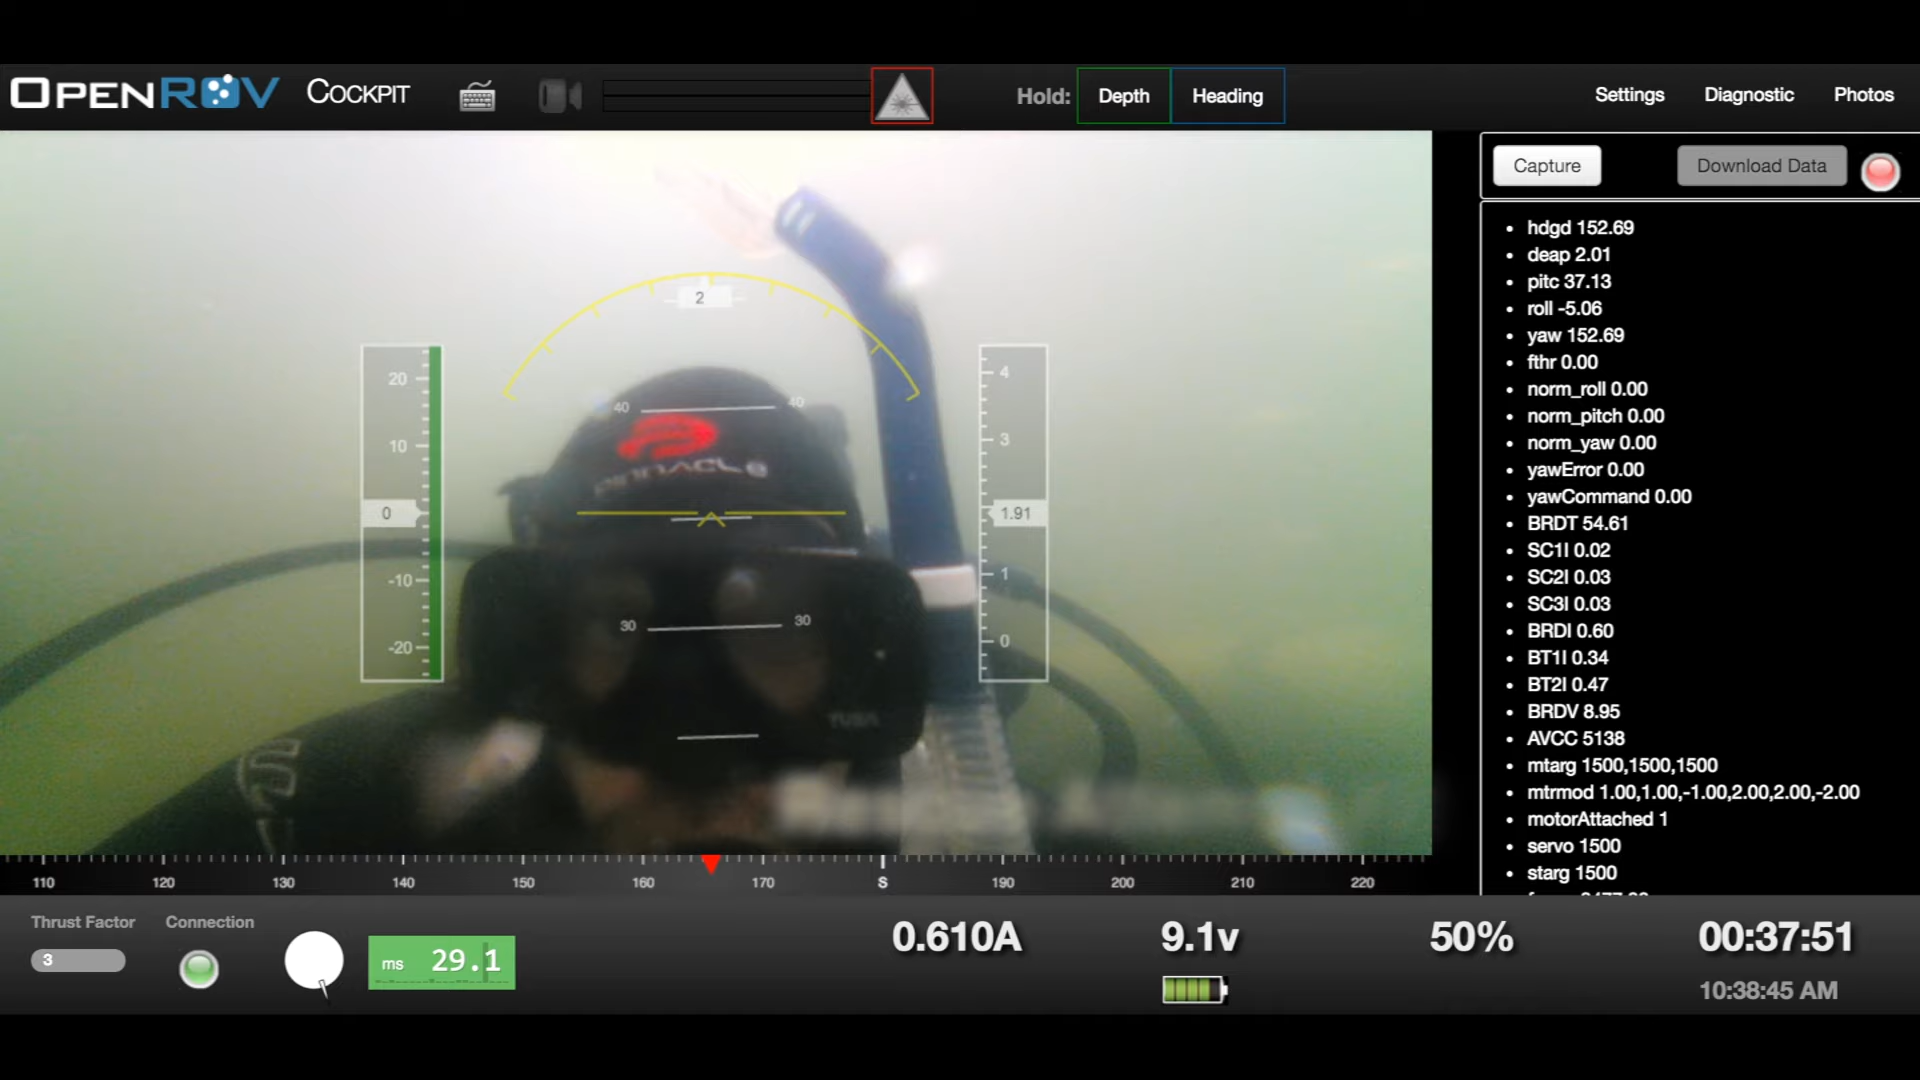 OPENROV COCKPIT Hold: Depth Heading Settings Diagnostic Photos
Capture Download Data
hdgd 152.69
deap 2.01
pitc 37.13
roll -5.06
yaw 152.69
fthr 0.00
norm_roll 0.00
norm_pitch 0.00
norm_yaw 0.00
yawError 0.00
yawCommand 0.00
BRDT 54.61
SC1I 0.02
SC2I 0.03
SC3I 0.03
BRDI 0.60
BT1I 0.34
BT2I 0.47
BRDV 8.95
AVCC 5138
mtarg 1500,1500,1500
mtrmod 1.00,1.00,-1.00,2.00,2.00,-2.00
motorAttached 1
servo 1500
starg 1500
2
20
10
0
-10
-20
40 40
30 30
4
3
1.91
1
0
PINNACLE
TUSA
110 120 130 140 150 160 170 S 190 200 210 220
Thrust Factor Connection
3
ms 29.1
0.610A 9.1v 50% 00:37:51
10:38:45 AM